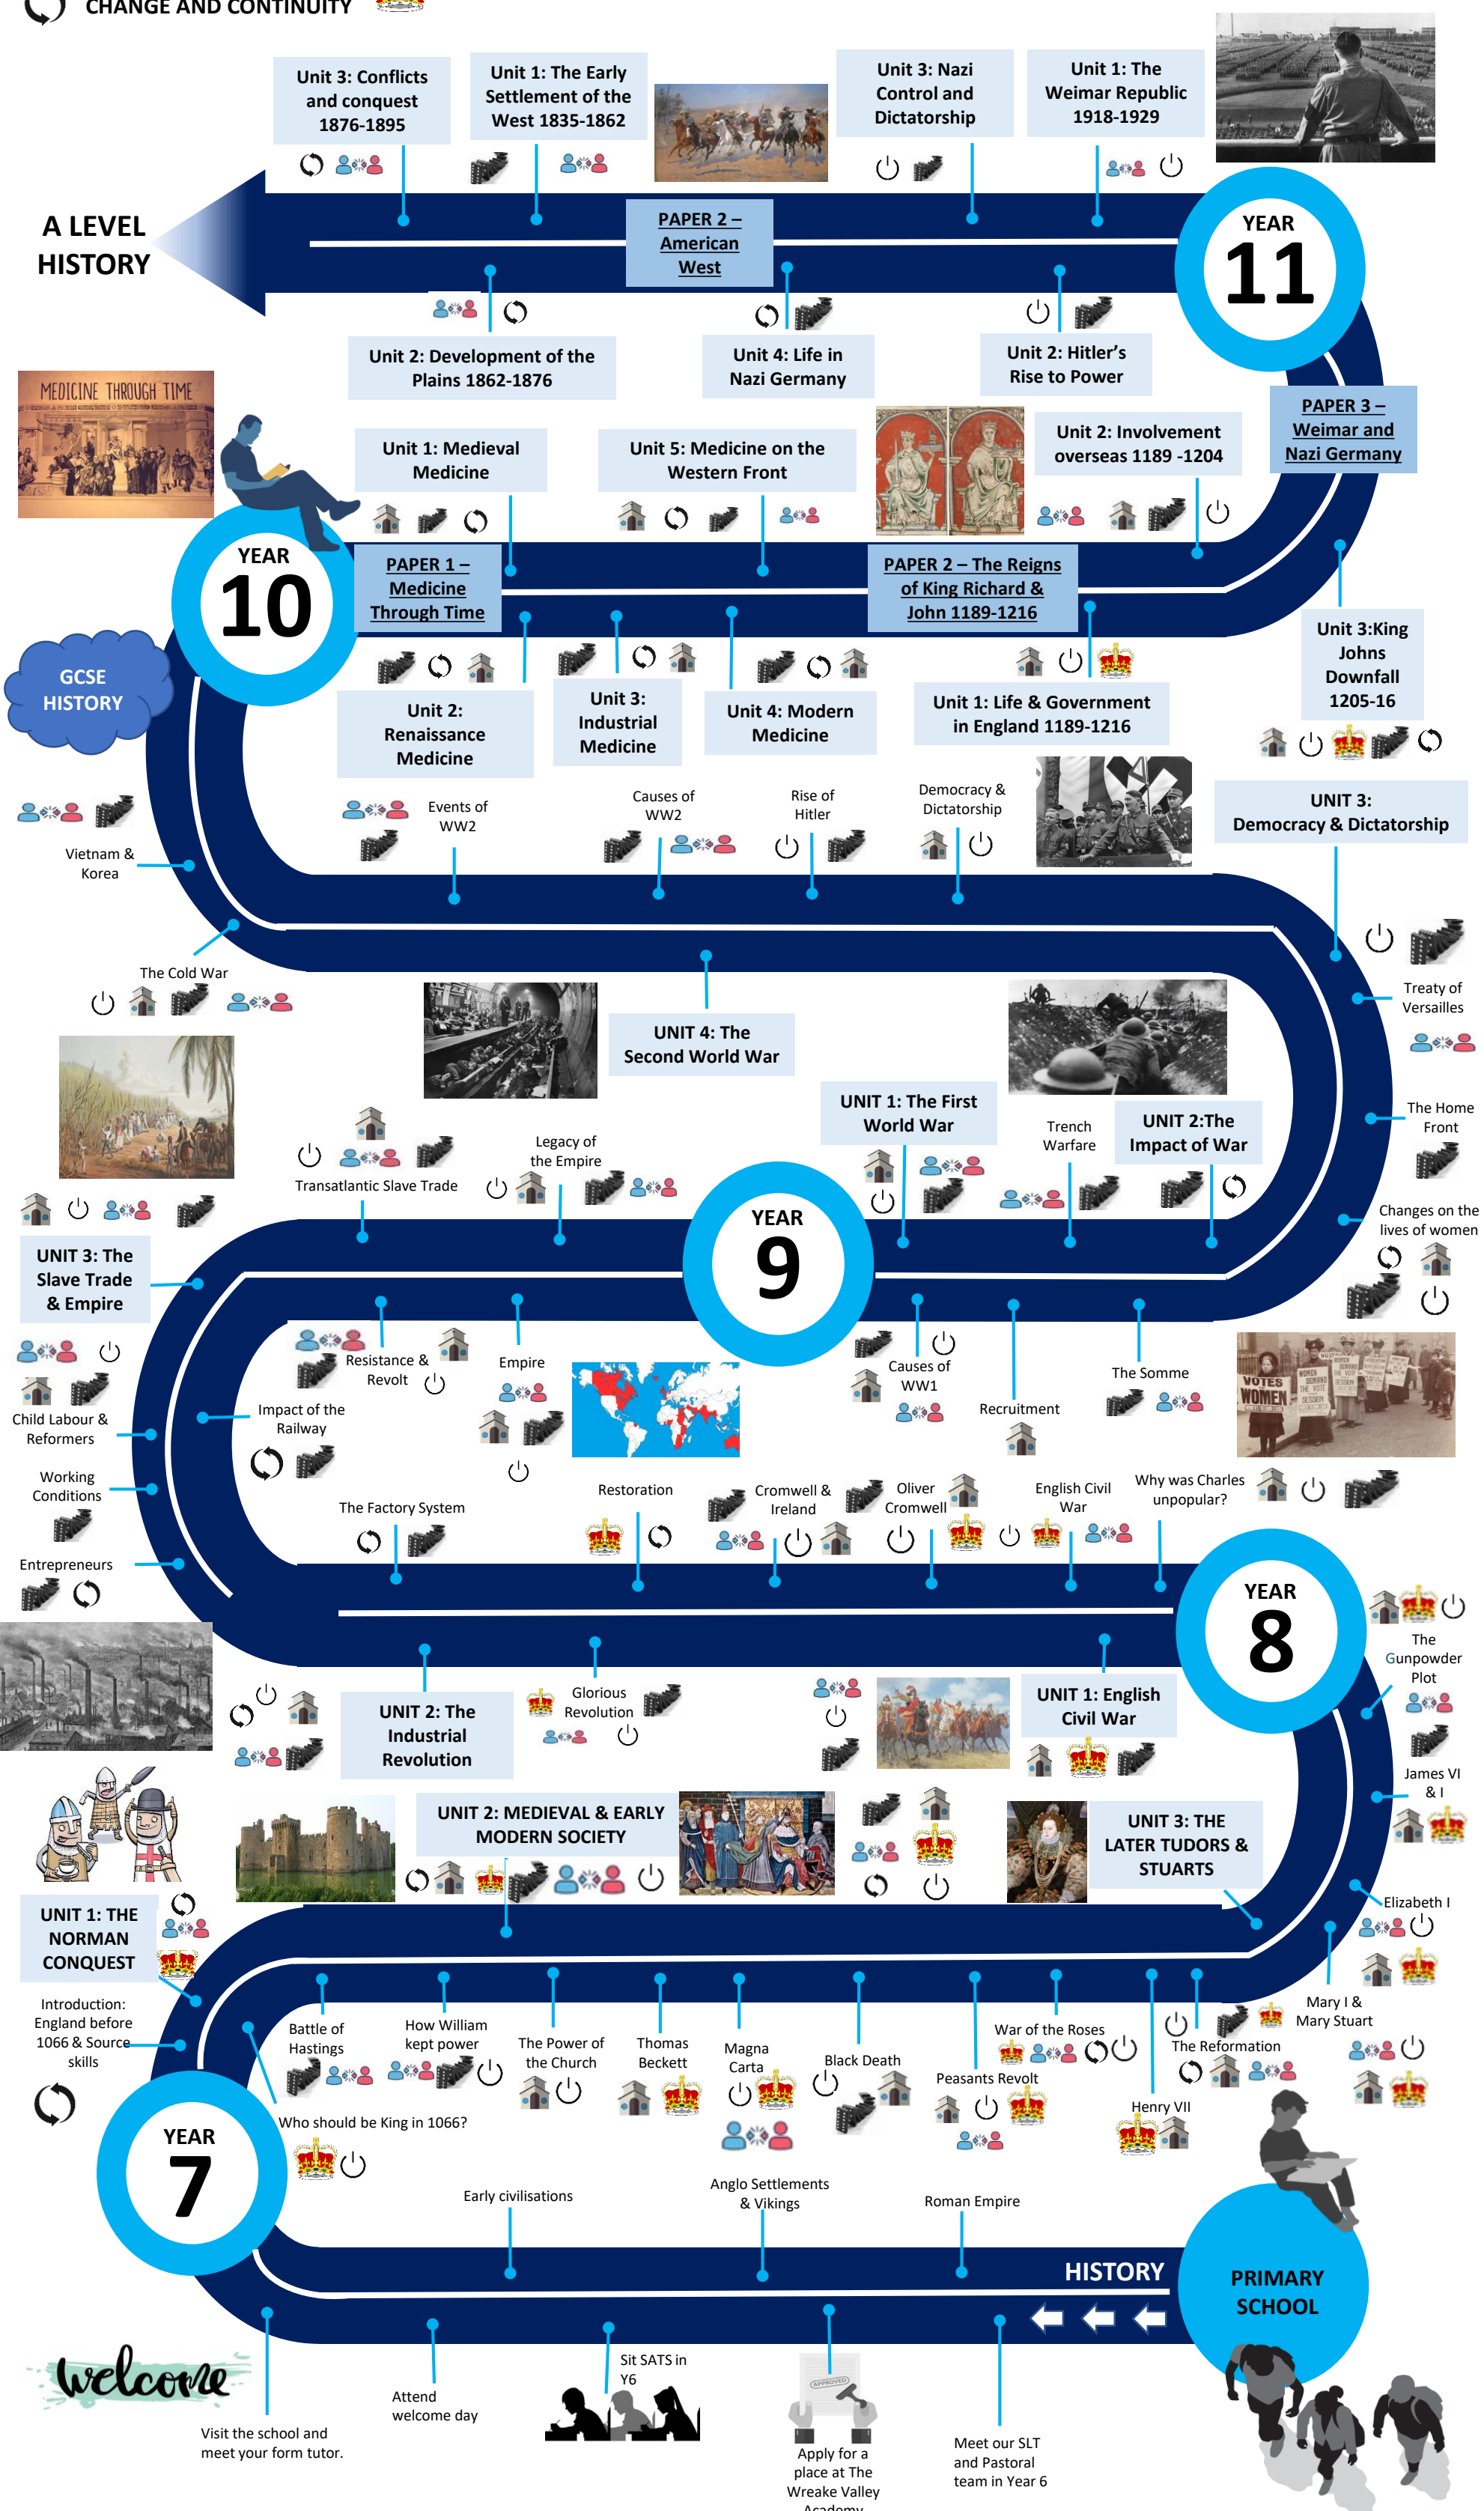 CHANGE AND CONTINUITY
Unit 3: Conflicts
and conquest
1876-1895
Unit 1: The Early
Settlement of the
West 1835-1862
Unit 3: Nazi
Control and
Dictatorship
Unit 1: The
Weimar Republic
1918-1929
A LEVEL
HISTORY
PAPER 2 –
American
West
YEAR
11
Unit 2: Development of the
Plains 1862-1876
Unit 4: Life in
Nazi Germany
Unit 2: Hitler’s
Rise to Power
MEDICINE THROUGH TIME
PAPER 3 –
Weimar and
Nazi Germany
Unit 1: Medieval
Medicine
Unit 5: Medicine on the
Western Front
Unit 2: Involvement
overseas 1189 -1204
YEAR
10
PAPER 1 –
Medicine
Through Time
PAPER 2 – The Reigns
of King Richard &
John 1189-1216
GCSE
HISTORY
Unit 2:
Renaissance
Medicine
Unit 3:
Industrial
Medicine
Unit 4: Modern
Medicine
Unit 1: Life & Government
in England 1189-1216
Unit 3:King
Johns
Downfall
1205-16
Events of
WW2
Causes of
WW2
Rise of
Hitler
Democracy &
Dictatorship
UNIT 3:
Democracy & Dictatorship
Vietnam &
Korea
The Cold War
UNIT 4: The
Second World War
Treaty of
Versailles
Transatlantic Slave Trade
Legacy of
the Empire
UNIT 1: The First
World War
Trench
Warfare
UNIT 2:The
Impact of War
The Home
Front
Changes on the
lives of women
UNIT 3: The
Slave Trade
& Empire
YEAR
9
Resistance &
Revolt
Empire
Causes of
WW1
Recruitment
The Somme
VOTES
WOMEN
Child Labour &
Reformers
Impact of the
Railway
Working
Conditions
Entrepreneurs
The Factory System
Restoration
Cromwell &
Ireland
Oliver
Cromwell
English Civil
War
Why was Charles
unpopular?
YEAR
8
The
Gunpowder
Plot
UNIT 2: The
Industrial
Revolution
Glorious
Revolution
UNIT 1: English
Civil War
James VI
& I
UNIT 2: MEDIEVAL & EARLY
MODERN SOCIETY
UNIT 3: THE
LATER TUDORS &
STUARTS
Elizabeth I
UNIT 1: THE
NORMAN
CONQUEST
Introduction:
England before
1066 & Source
skills
Battle of
Hastings
How William
kept power
The Power of
the Church
Thomas
Beckett
Magna
Carta
Black Death
Peasants Revolt
War of the Roses
Henry VII
The Reformation
Mary I &
Mary Stuart
Who should be King in 1066?
YEAR
7
Early civilisations
Anglo Settlements
& Vikings
Roman Empire
HISTORY
PRIMARY
SCHOOL
welcome
Visit the school and
meet your form tutor.
Attend
welcome day
Sit SATS in
Y6
APPROVED
Apply for a
place at The
Wreake Valley
Academy
Meet our SLT
and Pastoral
team in Year 6